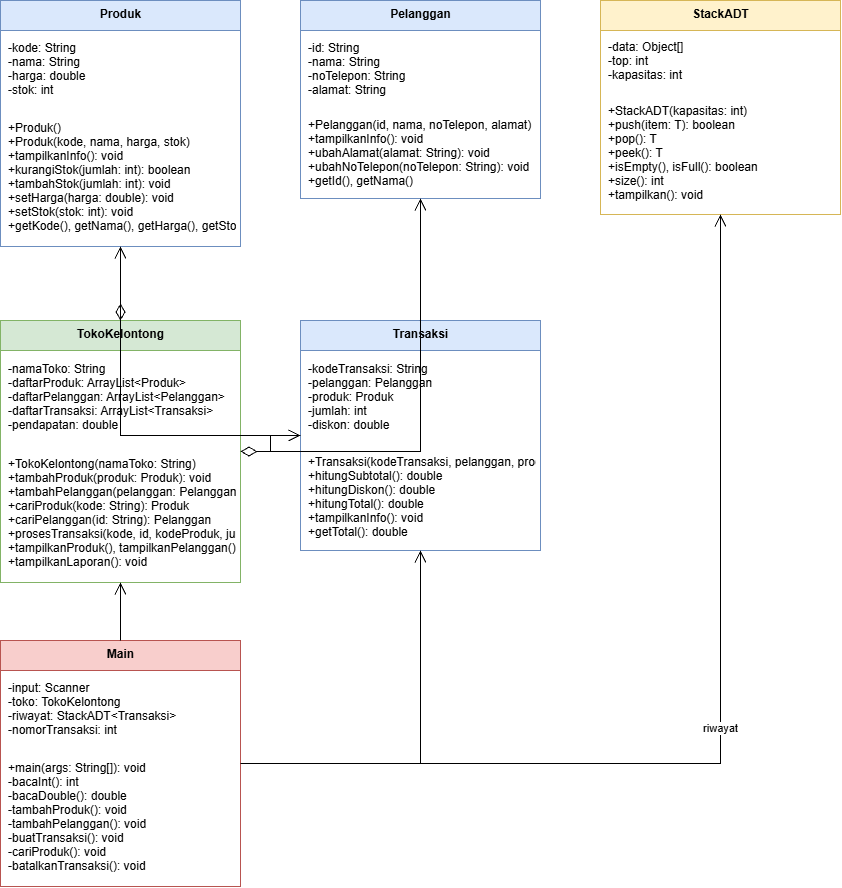 Produk
-kode: String
-nama: String
-harga: double
-stok: int
+Produk()
+Produk(kode, nama, harga, stok)
+tampilkanInfo(): void
+kurangiStok(jumlah: int): boolean
+tambahStok(jumlah: int): void
+setHarga(harga: double): void
+setStok(stok: int): void
+getKode(), getNama(), getHarga(), getSto
Pelanggan
-id: String
-nama: String
-noTelepon: String
-alamat: String
+Pelanggan(id, nama, noTelepon, alamat)
+tampilkanInfo(): void
+ubahAlamat(alamat: String): void
+ubahNoTelepon(noTelepon: String): void
+getId(), getNama()
StackADT
-data: Object[]
-top: int
-kapasitas: int
+StackADT(kapasitas: int)
+push(item: T): boolean
+pop(): T
+peek(): T
+isEmpty(), isFull(): boolean
+size(): int
+tampilkan(): void
TokoKelontong
-namaToko: String
-daftarProduk: ArrayList<Produk>
-daftarPelanggan: ArrayList<Pelanggan>
-daftarTransaksi: ArrayList<Transaksi>
-pendapatan: double
+TokoKelontong(namaToko: String)
+tambahProduk(produk: Produk): void
+tambahPelanggan(pelanggan: Pelanggan
+cariProduk(kode: String): Produk
+cariPelanggan(id: String): Pelanggan
+prosesTransaksi(kode, id, kodeProduk, ju
+tampilkanProduk(), tampilkanPelanggan()
+tampilkanLaporan(): void
Transaksi
-kodeTransaksi: String
-pelanggan: Pelanggan
-produk: Produk
-jumlah: int
-diskon: double
+Transaksi(kodeTransaksi, pelanggan, pro
+hitungSubtotal(): double
+hitungDiskon(): double
+hitungTotal(): double
+tampilkanInfo(): void
+getTotal(): double
Main
-input: Scanner
-toko: TokoKelontong
-riwayat: StackADT<Transaksi>
-nomorTransaksi: int
+main(args: String[]): void
-bacaInt(): int
-bacaDouble(): double
-tambahProduk(): void
-tambahPelanggan(): void
-buatTransaksi(): void
-cariProduk(): void
-batalkanTransaksi(): void
riwayat